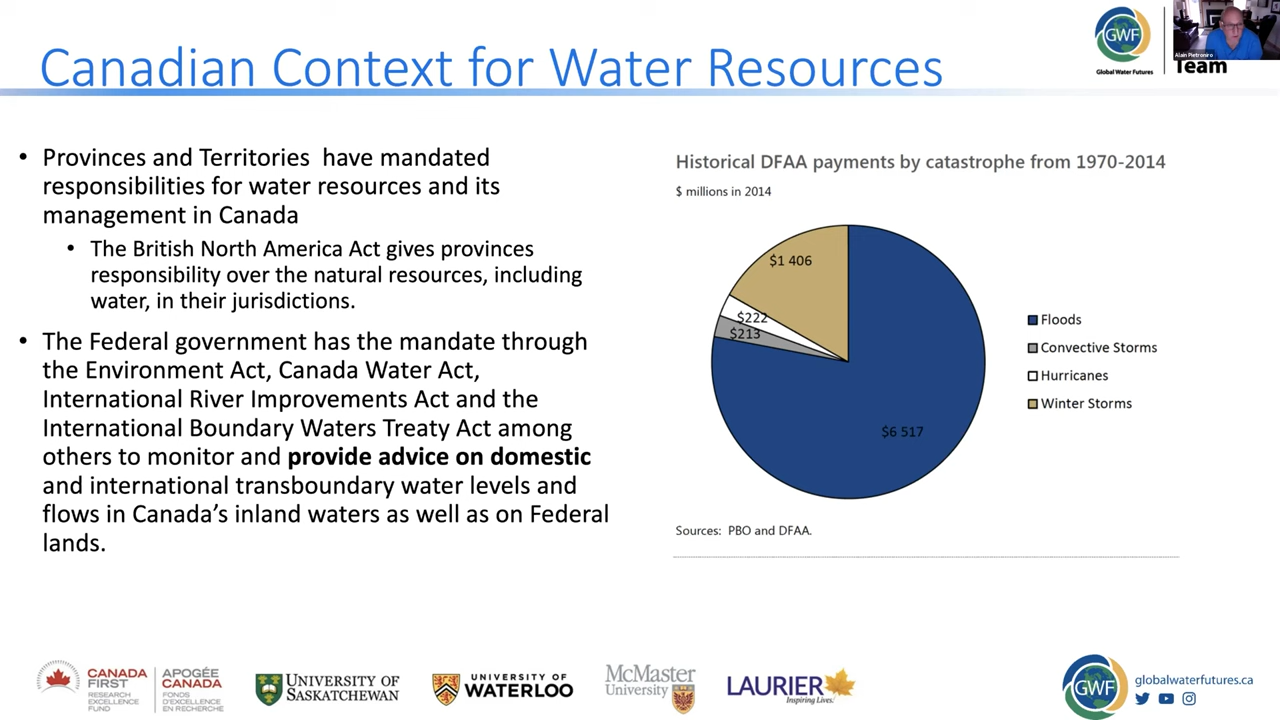 Canadian Context for Water Resources
GWF
Global Water Futures
Alain Pietroniro
Team
• Provinces and Territories have mandated
responsibilities for water resources and its
management in Canada
• The British North America Act gives provinces
responsibility over the natural resources, including
water, in their jurisdictions.
• The Federal government has the mandate through
the Environment Act, Canada Water Act,
International River Improvements Act and the
International Boundary Waters Treaty Act among
others to monitor and provide advice on domestic
and international transboundary water levels and
flows in Canada’s inland waters as well as on Federal
lands.
Historical DFAA payments by catastrophe from 1970-2014
$ millions in 2014
$1 406
$222
$213
$6 517
Floods
Convective Storms
Hurricanes
Winter Storms
Sources: PBO and DFAA.
CANADA
FIRST
RESEARCH
EXCELLENCE
FUND
APOGÉE
CANADA
FONDS
D'EXCELLENCE
EN RECHERCHE
UNIVERSITY OF
SASKATCHEWAN
UNIVERSITY OF
WATERLOO
McMaster
University
LAURIER
Inspiring Lives.
GWF
globalwaterfutures.ca